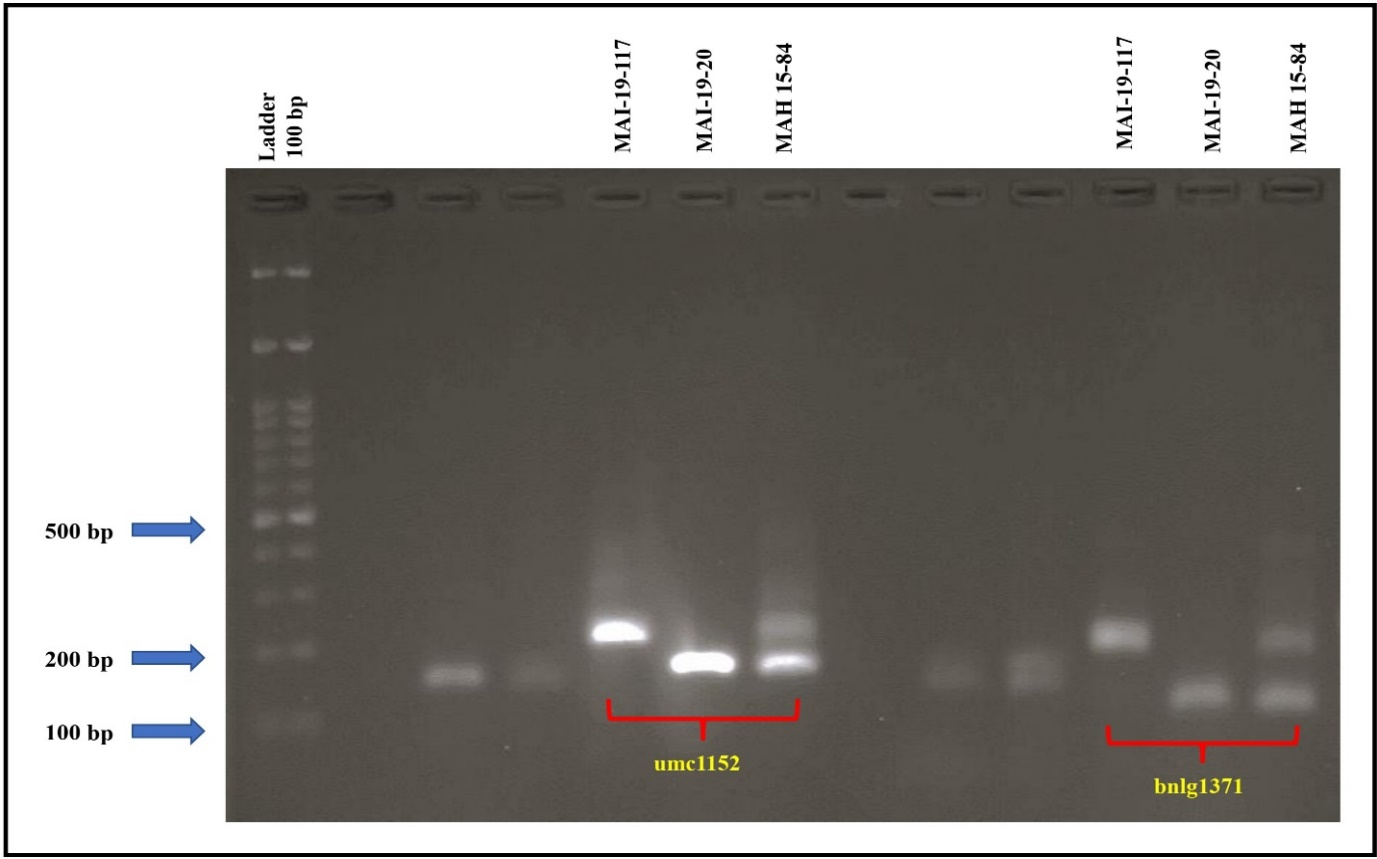 Ladder
100 bp
MAI-19-117
MAI-19-20
MAH 15-84
MAI-19-117
MAI-19-20
MAH 15-84
500 bp
200 bp
100 bp
umc1152
bnlg1371